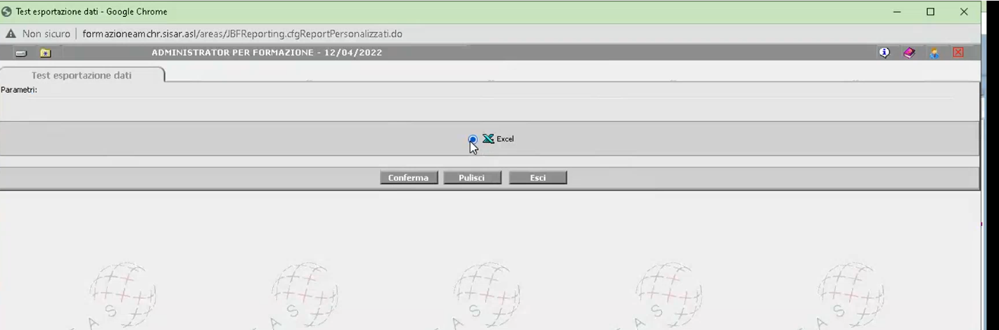 Test esportazione dati - Google Chrome
Non sicuro | formazioneamchr.sisar.asl/areas/JBFReporting.cfgReportPersonalizzati.do
ADMINISTRATOR PER FORMAZIONE - 12/04/2022
Test esportazione dati
Parametri:
Excel
Conferma Pulisci Esci